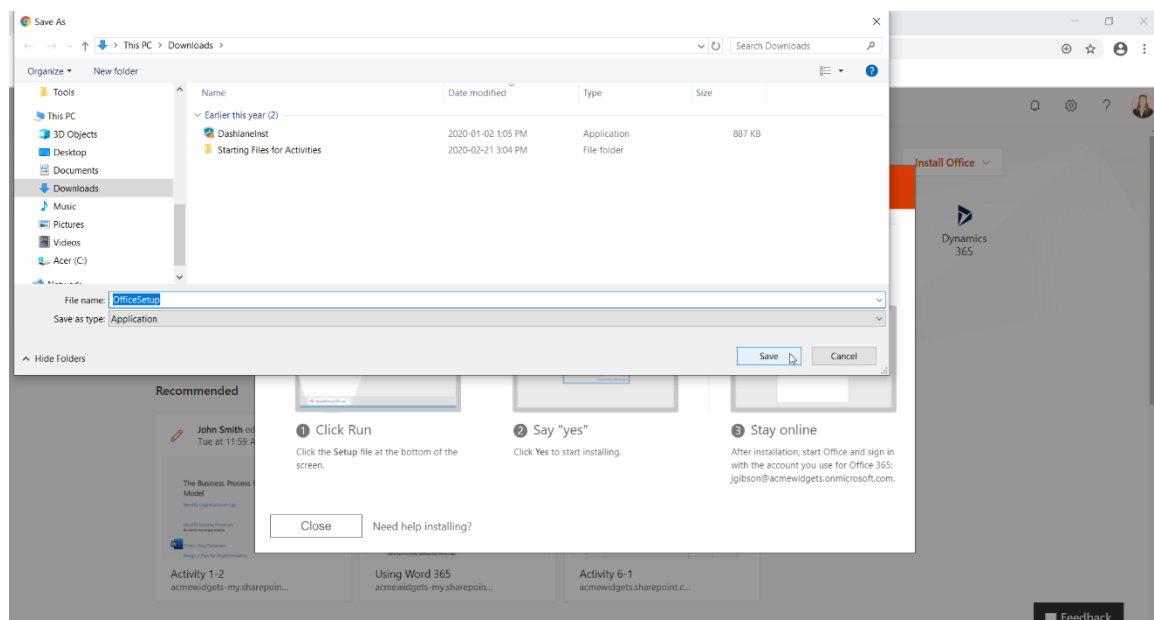 Save As
This PC > Downloads >
Search Downloads
Organize
New folder
?
Tools
This PC
3D Objects
Desktop
Documents
Downloads
Music
Pictures
Videos
Acer (C:)
Network
Name Date modified Type Size
Earlier this year (2)
DashlaneInst 2020-01-02 1:05 PM Application 887 KB
Starting Files for Activities 2020-02-21 3:04 PM File folder
File name: OfficeSetup
Save as type: Application
Hide Folders
Save
Cancel
?
Install Office
Dynamics
365
Recommended
John Smith ed
Tue at 11:59 A
The Business Process
Model
Activity 1-2
acmewidgets-my.sharepoin...
Using Word 365
acmewidgets-my.sharepoin...
Activity 6-1
acmewidgets.sharepoint.c...
1 Click Run
Click the Setup file at the bottom of the
screen.
2 Say "yes"
Click Yes to start installing.
3 Stay online
After installation, start Office and sign in
with the account you use for Office 365:
jgibson@acmewidgets.onmicrosoft.com.
Close
Need help installing?
Feedback